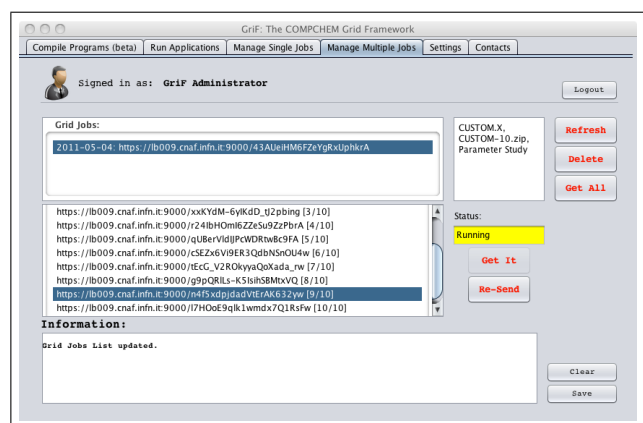 GriF: The COMPCHEM Grid Framework
Compile Programs (beta) Run Applications Manage Single Jobs Manage Multiple Jobs Settings Contacts
Signed in as: GriF Administrator
Logout
Grid Jobs:
2011-05-04: https://lb009.cnaf.infn.it:9000/43AUeiHM6FZeYgRxUphkrA
CUSTOM.X,
CUSTOM-10.zip,
Parameter Study
Refresh
Delete
Get All
https://lb009.cnaf.infn.it:9000/xxKYdM-6yIKdD_tJ2pbing [3/10]
https://lb009.cnaf.infn.it:9000/r24IbHOmI6ZZeSu9ZzPbrA [4/10]
https://lb009.cnaf.infn.it:9000/qUBerVldIJPcWDRtwBc9FA [5/10]
https://lb009.cnaf.infn.it:9000/cSEZx6Vi9ER3QdbNSnOU4w [6/10]
https://lb009.cnaf.infn.it:9000/tEcG_V2ROkyyaQoXada_rw [7/10]
https://lb009.cnaf.infn.it:9000/g9pQRlLs-K5IsihSBMtxVQ [8/10]
https://lb009.cnaf.infn.it:9000/n4f5xdpjdadVtErAK632yw [9/10]
https://lb009.cnaf.infn.it:9000/l7HOoE9qlk1wmdx7Q1RsFw [10/10]
Status:
Running
Get It
Re-Send
Information:
Grid Jobs List updated.
Clear
Save